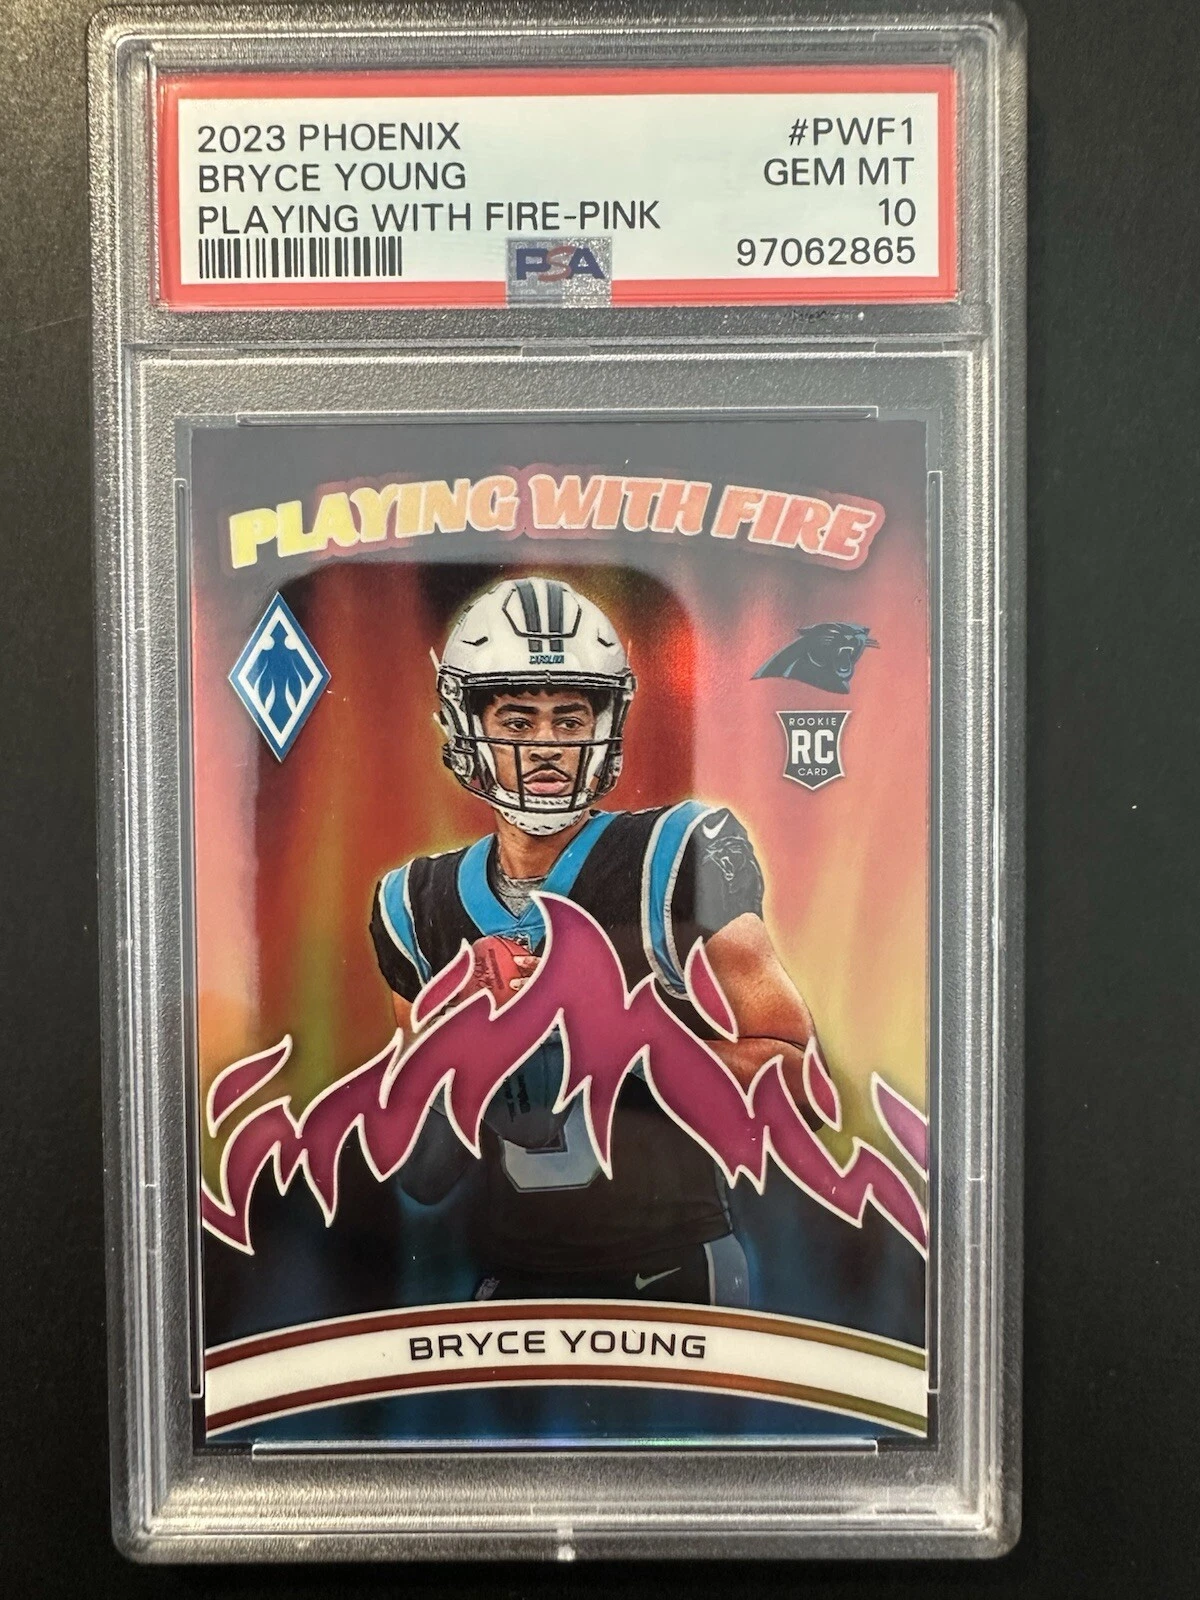 2023 PHOENIX #PWF1
BRYCE YOUNG GEM MT
PLAYING WITH FIRE-PINK 10
PSA 97062865
PLAYING WITH FIRE
CAROLINA
ROOKIE
RC
CARD
BRYCE YOUNG